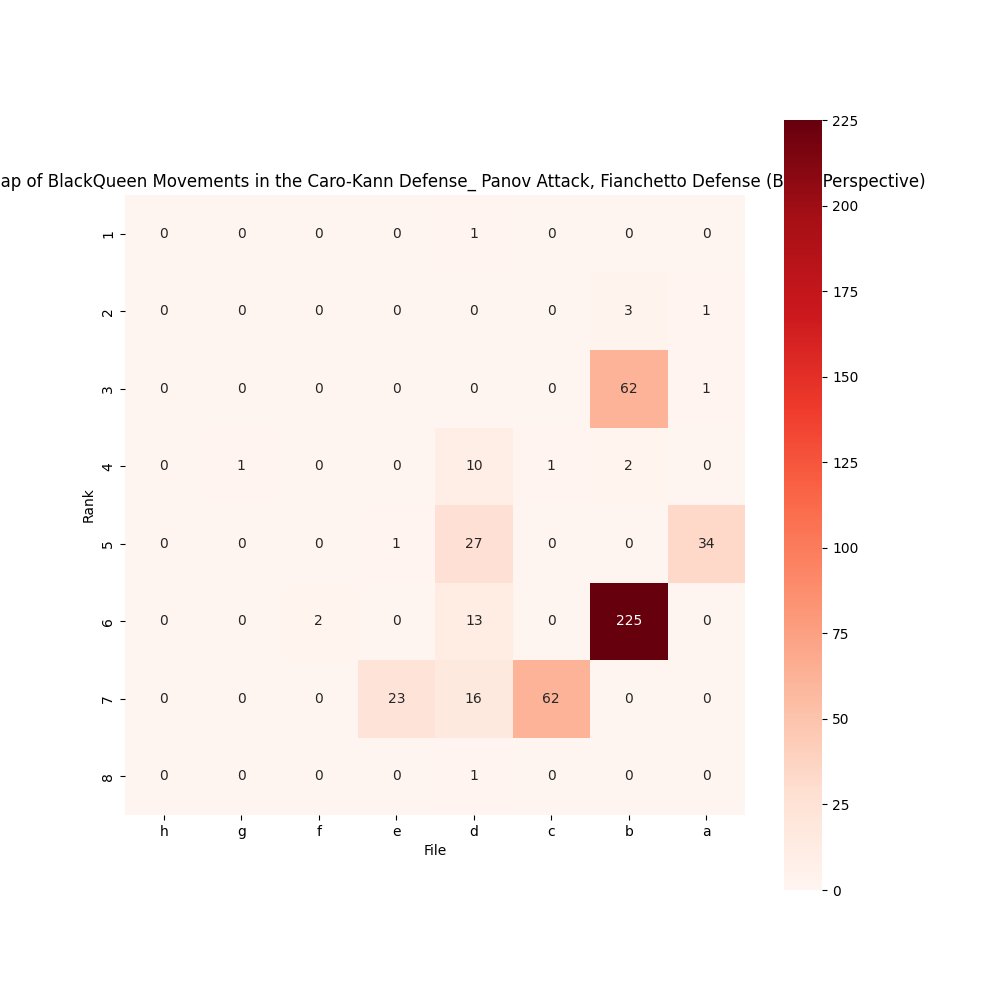 ap of BlackQueen Movements in the Caro-Kann Defense_ Panov Attack, Fianchetto Defense (B Perspective)
1 0 0 0 0 1 0 0 0
2 0 0 0 0 0 0 3 1
3 0 0 0 0 0 0 62 1
4 0 1 0 0 10 1 2 0
5 0 0 0 1 27 0 0 34
6 0 0 2 0 13 0 225 0
7 0 0 0 23 16 62 0 0
8 0 0 0 0 1 0 0 0
h g f e d c b a
File
Rank
225
200
175
150
125
100
75
50
25
0